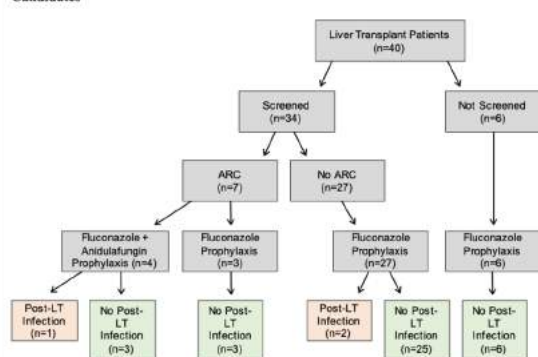 Candidates
Liver Transplant Patients
(n=40)
Screened
(n=34)
Not Screened
(n=6)
ARC
(n=7)
No ARC
(n=27)
Fluconazole +
Anidulafungin
Prophylaxis (n=4)
Fluconazole
Prophylaxis
(n=3)
Fluconazole
Prophylaxis
(n=27)
Fluconazole
Prophylaxis
(n=6)
Post-LT
Infection
(n=1)
No Post-
LT
Infection
(n=3)
No Post-
LT
Infection
(n=3)
Post-LT
Infection
(n=2)
No Post-
LT
Infection
(n=25)
No Post-
LT
Infection
(n=6)